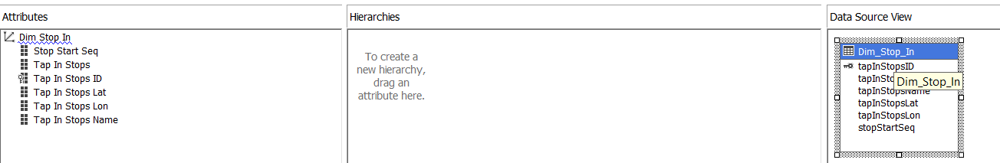 Attributes
Dim Stop In
Stop Start Seq
Tap In Stops
Tap In Stops ID
Tap In Stops Lat
Tap In Stops Lon
Tap In Stops Name
Hierarchies
To create a
new hierarchy,
drag an
attribute here.
Data Source View
Dim_Stop_In
tapInStopsID
Dim_Stop_In
tapInStopsName
tapInStopsLat
tapInStopsLon
stopStartSeq